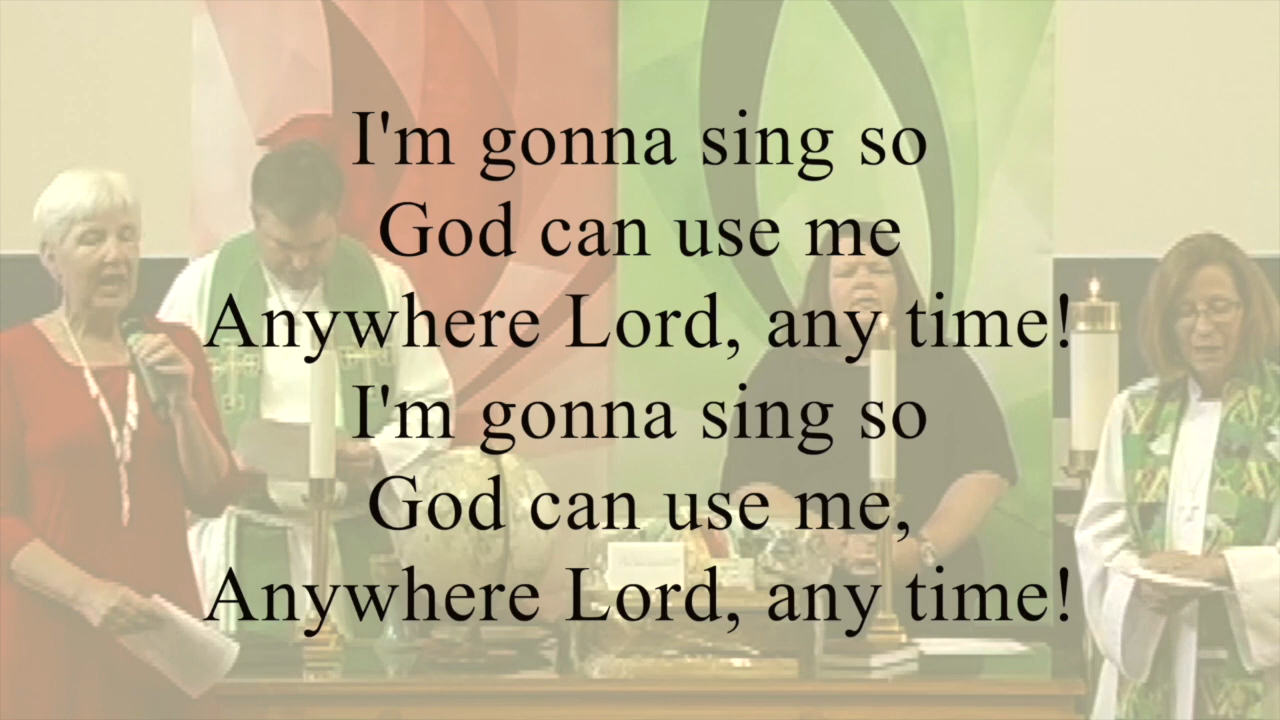 I'm gonna sing so
God can use me
Anywhere Lord, any time!
I'm gonna sing so
God can use me,
Anywhere Lord, any time!